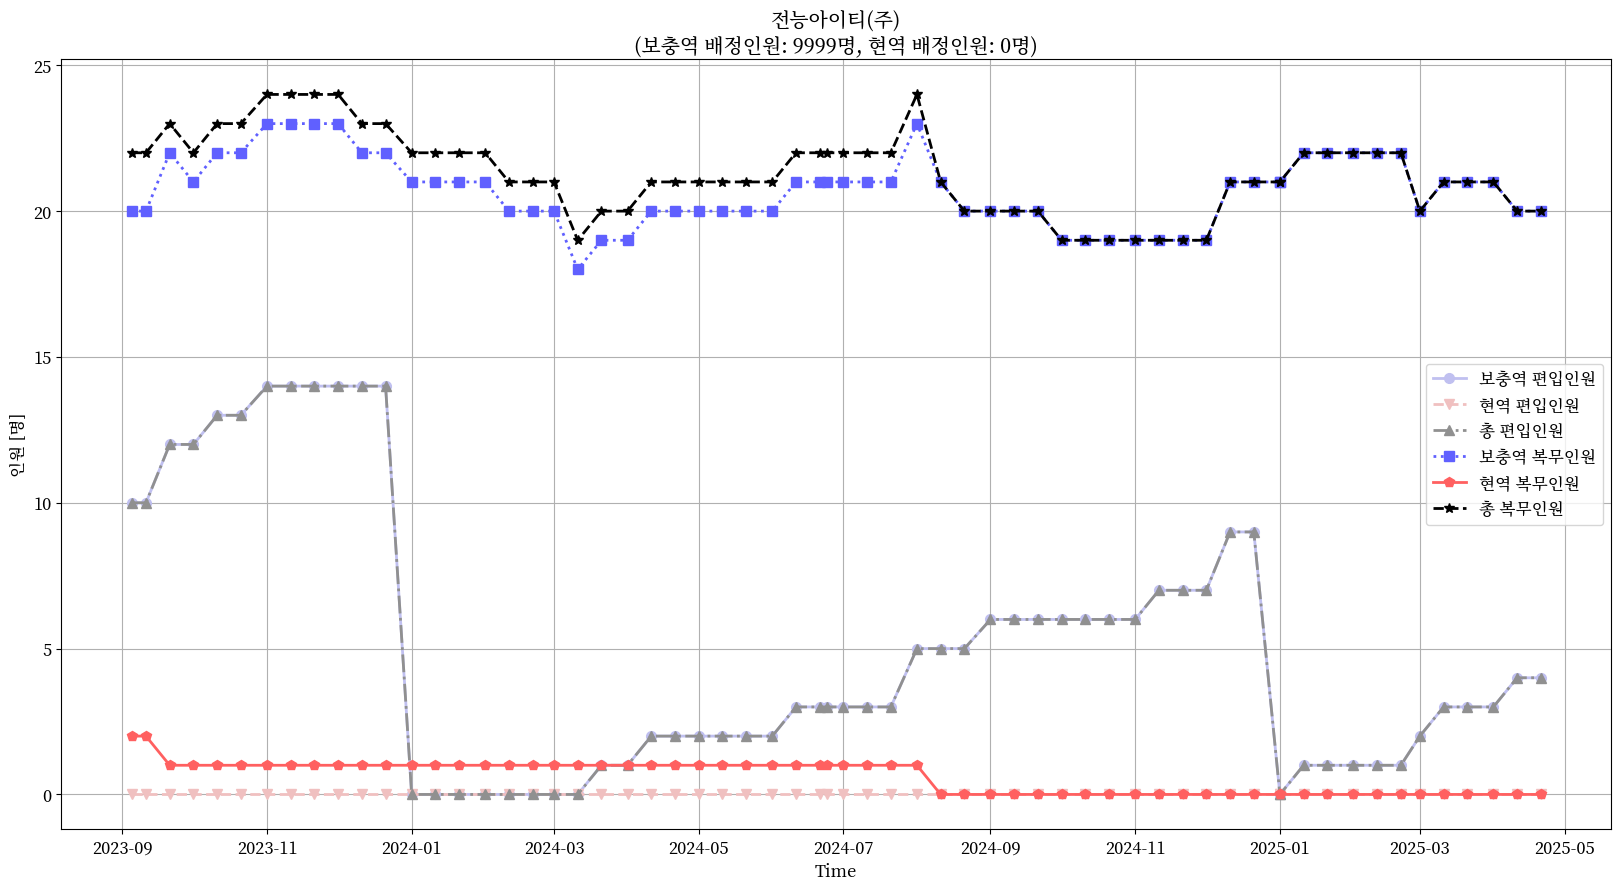 전능아이티(주)
(보충역 배정인원: 9999명, 현역 배정인원: 0명)
25
20
15
10
5
0
인원 [명]
보충역 편입인원
현역 편입인원
총 편입인원
보충역 복무인원
현역 복무인원
총 복무인원
2023-09
2023-11
2024-01
2024-03
2024-05
2024-07
2024-09
2024-11
2025-01
2025-03
2025-05
Time